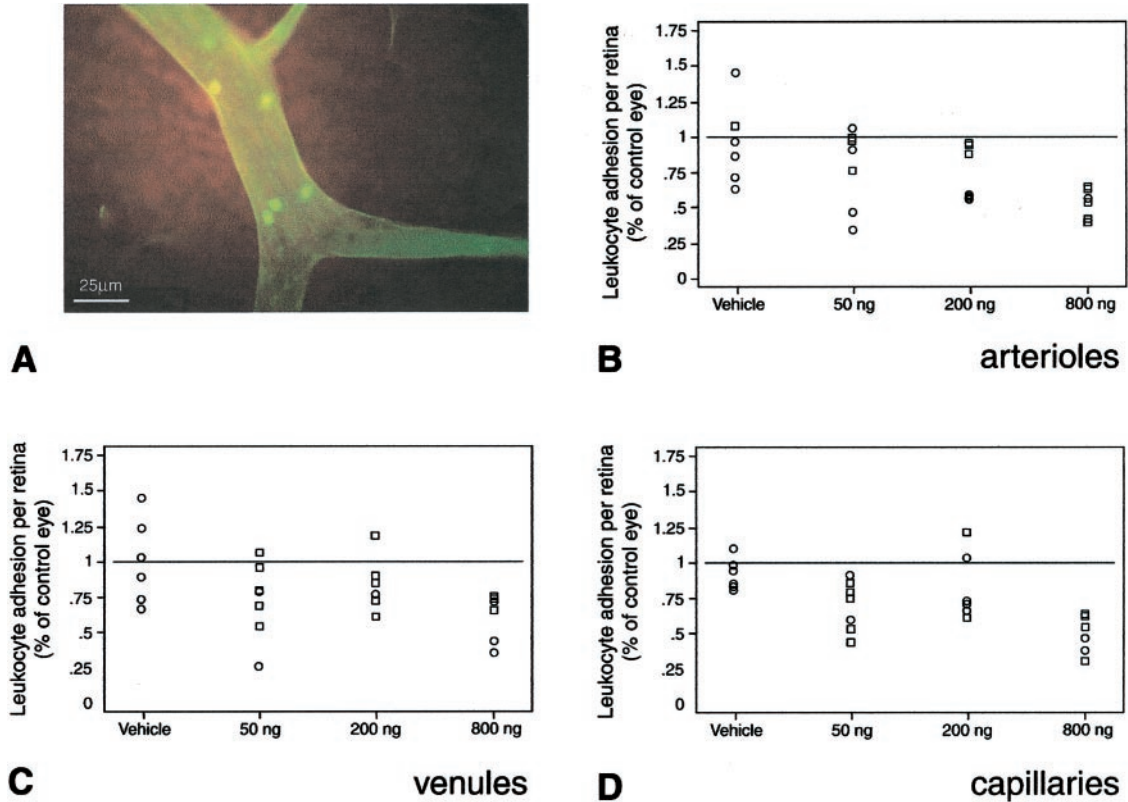 25μm
A
Leukocyte adhesion per retina
(% of control eye)
1.75
1.5
1.25
1
.75
.5
.25
0
Vehicle 50 ng 200 ng 800 ng
B arterioles
Leukocyte adhesion per retina
(% of control eye)
1.75
1.5
1.25
1
.75
.5
.25
0
Vehicle 50 ng 200 ng 800 ng
C venules
Leukocyte adhesion per retina
(% of control eye)
1.75
1.5
1.25
1
.75
.5
.25
0
Vehicle 50 ng 200 ng 800 ng
D capillaries